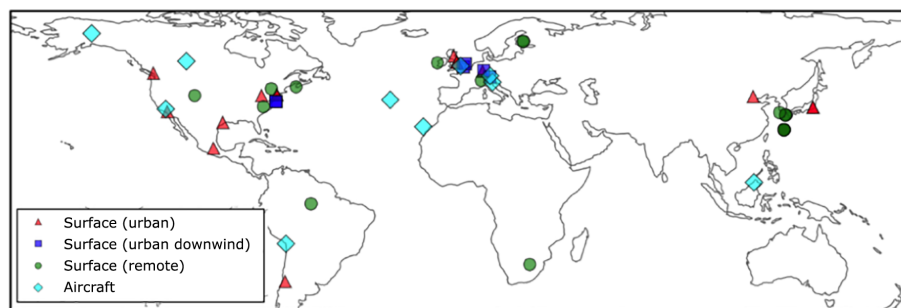 Surface (urban)
Surface (urban downwind)
Surface (remote)
Aircraft